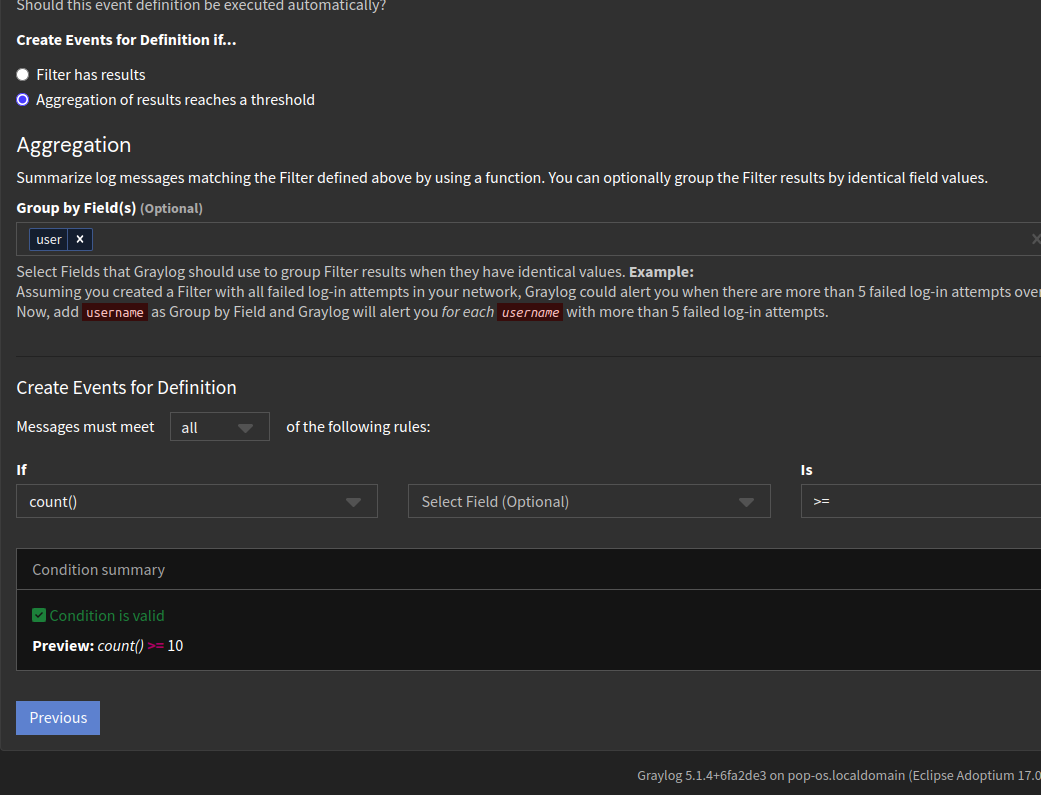 Should this event definition be executed automatically?
Create Events for Definition if...
Filter has results
Aggregation of results reaches a threshold
Aggregation
Summarize log messages matching the Filter defined above by using a function. You can optionally group the Filter results by identical field values.
Group by Field(s) (Optional)
user x
Select Fields that Graylog should use to group Filter results when they have identical values. Example:
Assuming you created a Filter with all failed log-in attempts in your network, Graylog could alert you when there are more than 5 failed log-in attempts over
Now, add username as Group by Field and Graylog will alert you for each username with more than 5 failed log-in attempts.
Create Events for Definition
Messages must meet all of the following rules:
If Is
count() Select Field (Optional) >=
Condition summary
Condition is valid
Preview: count() >= 10
Previous
Graylog 5.1.4+6fa2de3 on pop-os.localdomain (Eclipse Adoptium 17.0